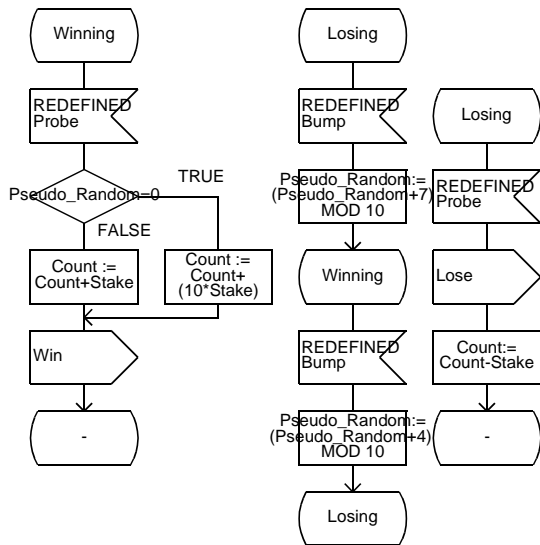 Winning
REDEFINED
Probe
Pseudo_Random=0
TRUE
FALSE
Count :=
Count+Stake
Count :=
Count+
(10*Stake)
Win
-
Losing
REDEFINED
Bump
Pseudo_Random:=
(Pseudo_Random+7)
MOD 10
Winning
REDEFINED
Bump
Pseudo_Random:=
(Pseudo_Random+4)
MOD 10
Losing
Losing
REDEFINED
Probe
Lose
Count:=
Count-Stake
-